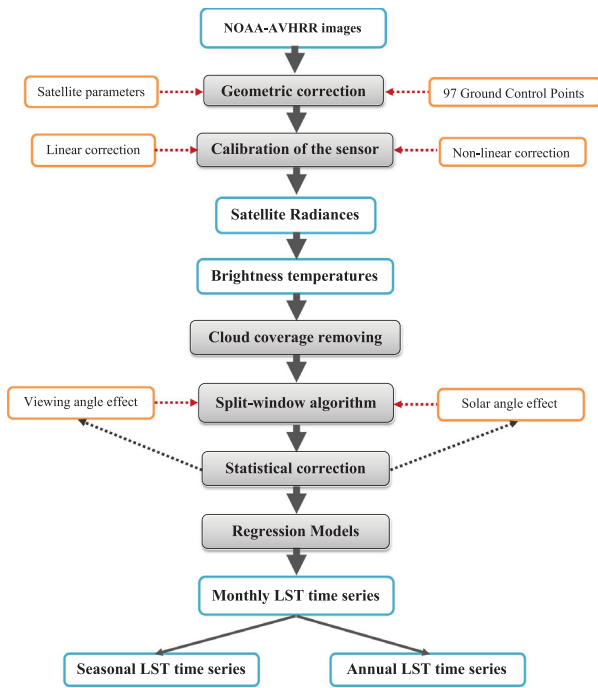 NOAA-AVHRR images
Satellite parameters
Geometric correction
97 Ground Control Points
Linear correction
Calibration of the sensor
Non-linear correction
Satellite Radiances
Brightness temperatures
Cloud coverage removing
Viewing angle effect
Split-window algorithm
Solar angle effect
Statistical correction
Regression Models
Monthly LST time series
Seasonal LST time series
Annual LST time series